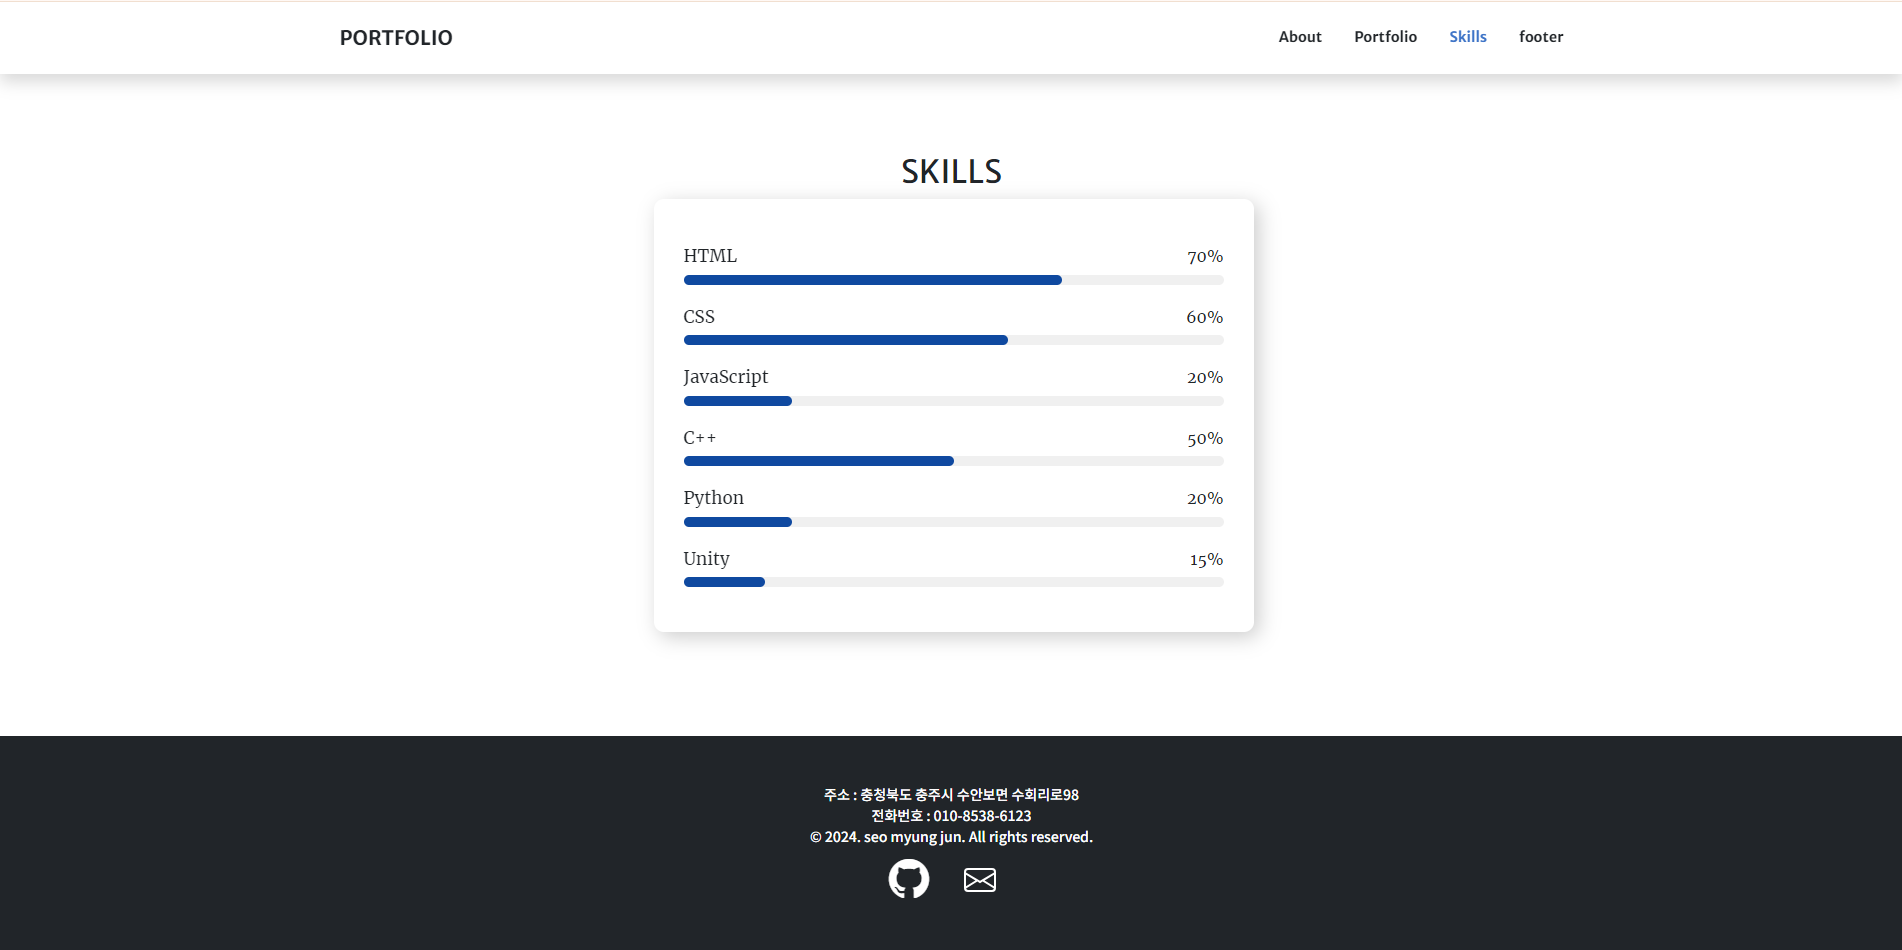 PORTFOLIO
About Portfolio Skills footer
SKILLS
HTML 70%
CSS 60%
JavaScript 20%
C++ 50%
Python 20%
Unity 15%
주소 : 충청북도 충주시 수안보면 수회리로98
전화번호 : 010-8538-6123
© 2024. seo myung jun. All rights reserved.